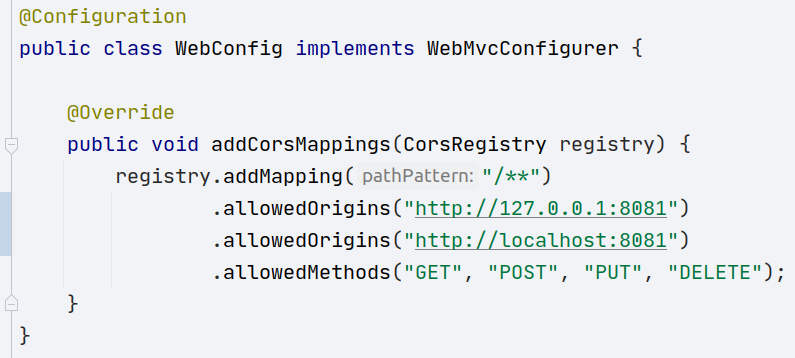 @Configuration
public class WebConfig implements WebMvcConfigurer {
@Override
public void addCorsMappings(CorsRegistry registry) {
registry.addMapping( pathPattern: "/**")
.allowedOrigins("http://127.0.0.1:8081")
.allowedOrigins("http://localhost:8081")
.allowedMethods("GET", "POST", "PUT", "DELETE");
}
}